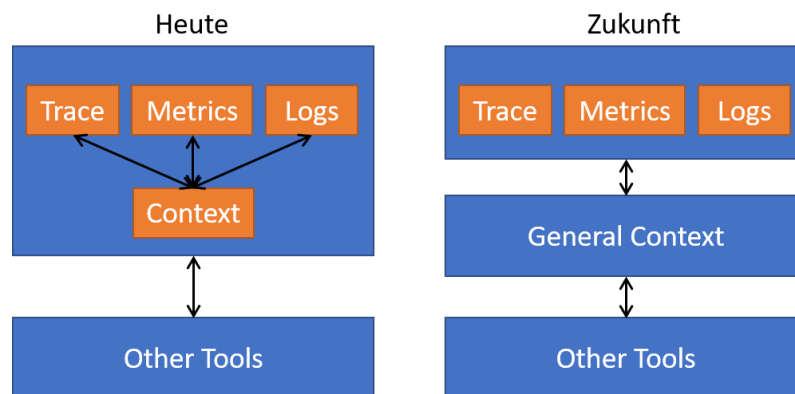 Heute
Zukunft
Trace Metrics Logs
Context
Other Tools
Trace Metrics Logs
General Context
Other Tools